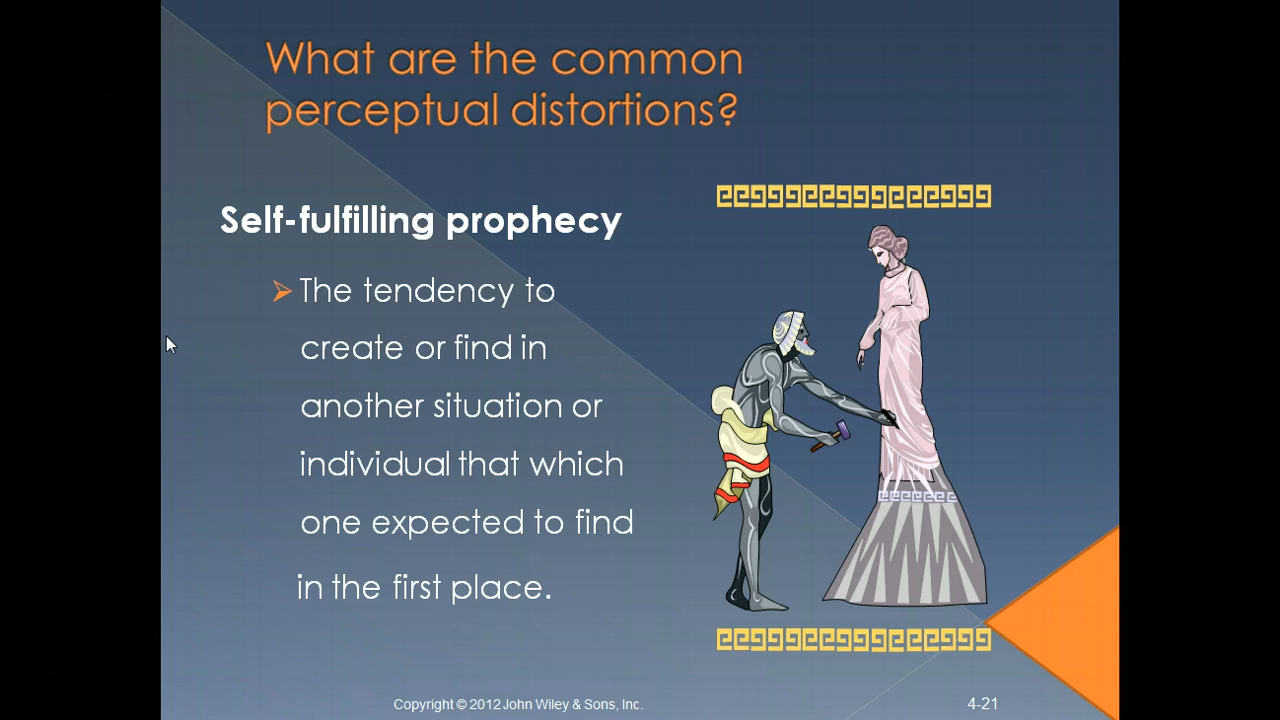 What are the common
perceptual distortions?
Self-fulfilling prophecy
The tendency to
create or find in
another situation or
individual that which
one expected to find
in the first place.
Copyright © 2012 John Wiley & Sons, Inc.
4-21